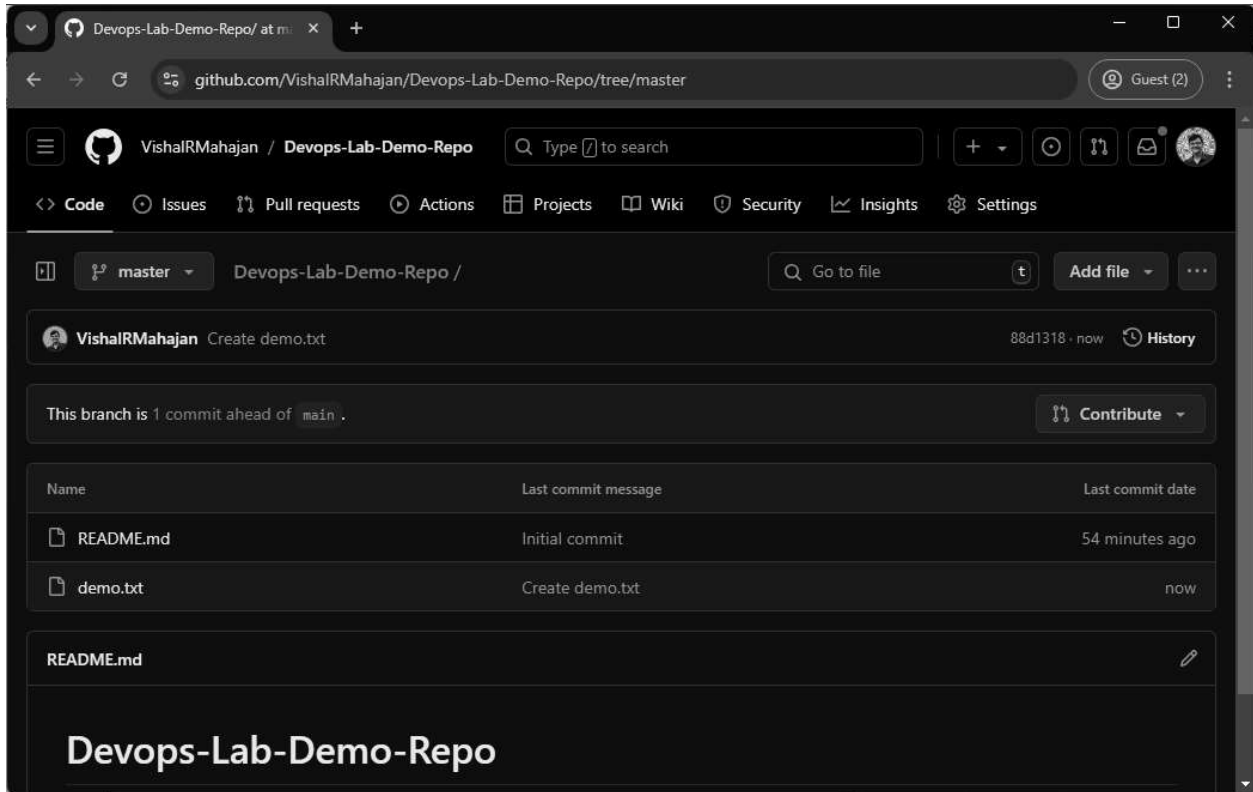 Devops-Lab-Demo-Repo/ at ma
github.com/VishalRMahajan/Devops-Lab-Demo-Repo/tree/master
Guest (2)
VishalRMahajan / Devops-Lab-Demo-Repo
Type / to search
Code Issues Pull requests Actions Projects Wiki Security Insights Settings
master Devops-Lab-Demo-Repo / Go to file t Add file
VishalRMahajan Create demo.txt 88d1318 · now History
This branch is 1 commit ahead of main . Contribute
Name Last commit message Last commit date
README.md Initial commit 54 minutes ago
demo.txt Create demo.txt now
README.md
Devops-Lab-Demo-Repo